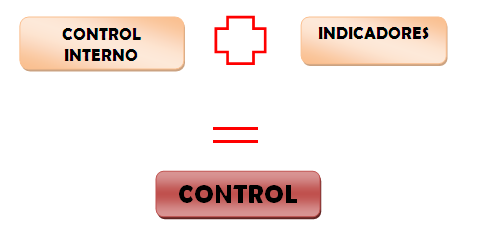 CONTROL
INTERNO
INDICADORES
CONTROL